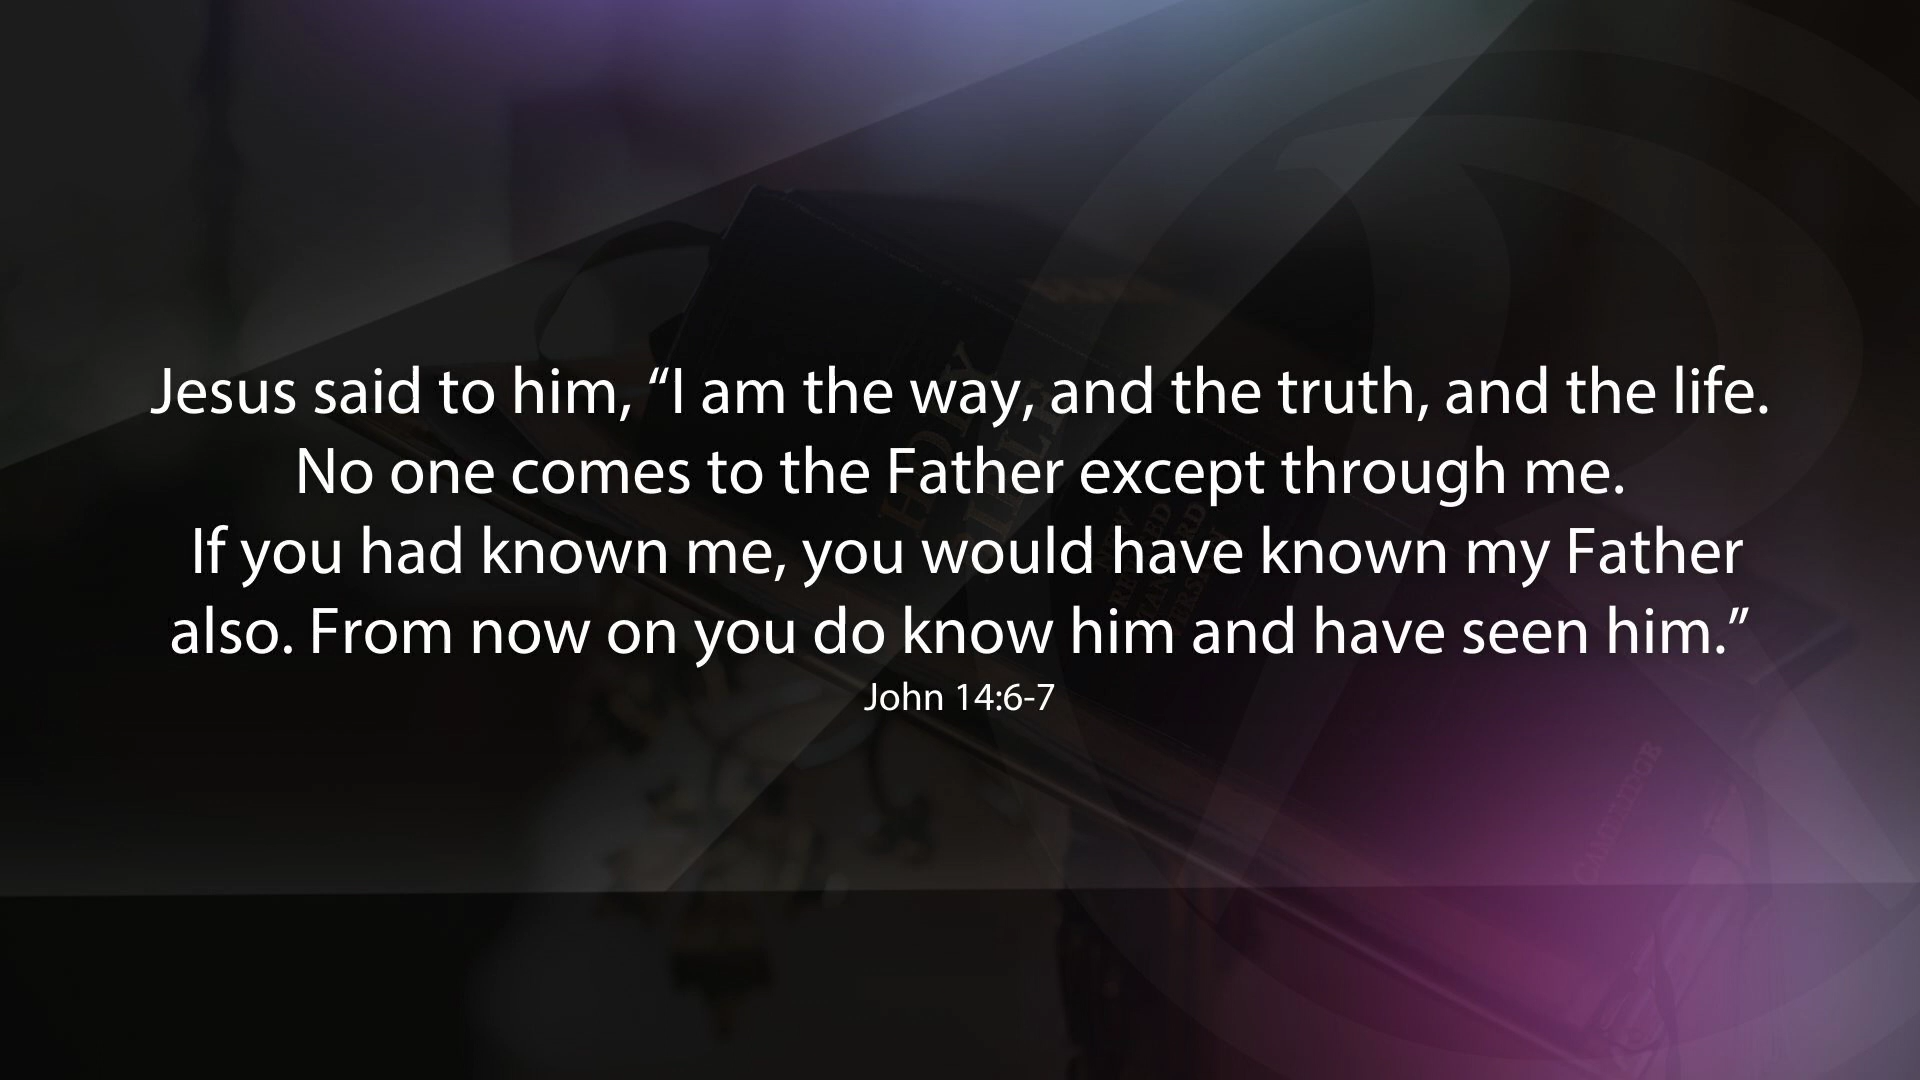 Jesus said to him, “I am the way, and the truth, and the life.
No one comes to the Father except through me.
If you had known me, you would have known my Father
also. From now on you do know him and have seen him.”
John 14:6-7
HOLY